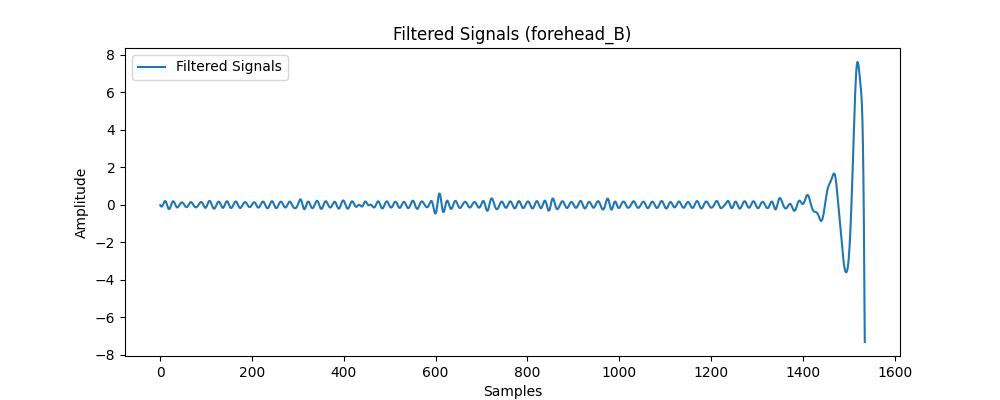 Filtered Signals (forehead_B)
Filtered Signals
Amplitude
8
6
4
2
0
−2
−4
−6
−8
0 200 400 600 800 1000 1200 1400 1600
Samples